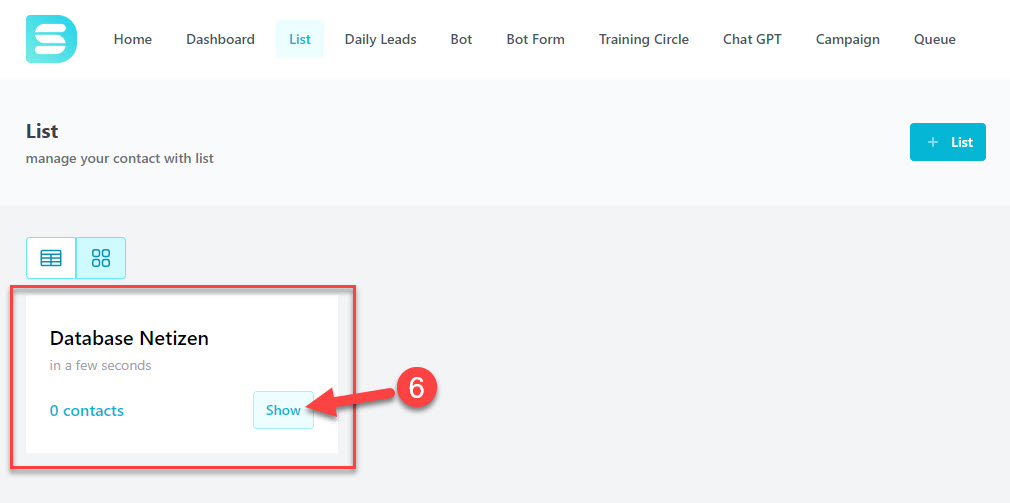 Home Dashboard List Daily Leads Bot Bot Form Training Circle Chat GPT Campaign Queue
List
manage your contact with list
+ List
Database Netizen
in a few seconds
0 contacts Show 6